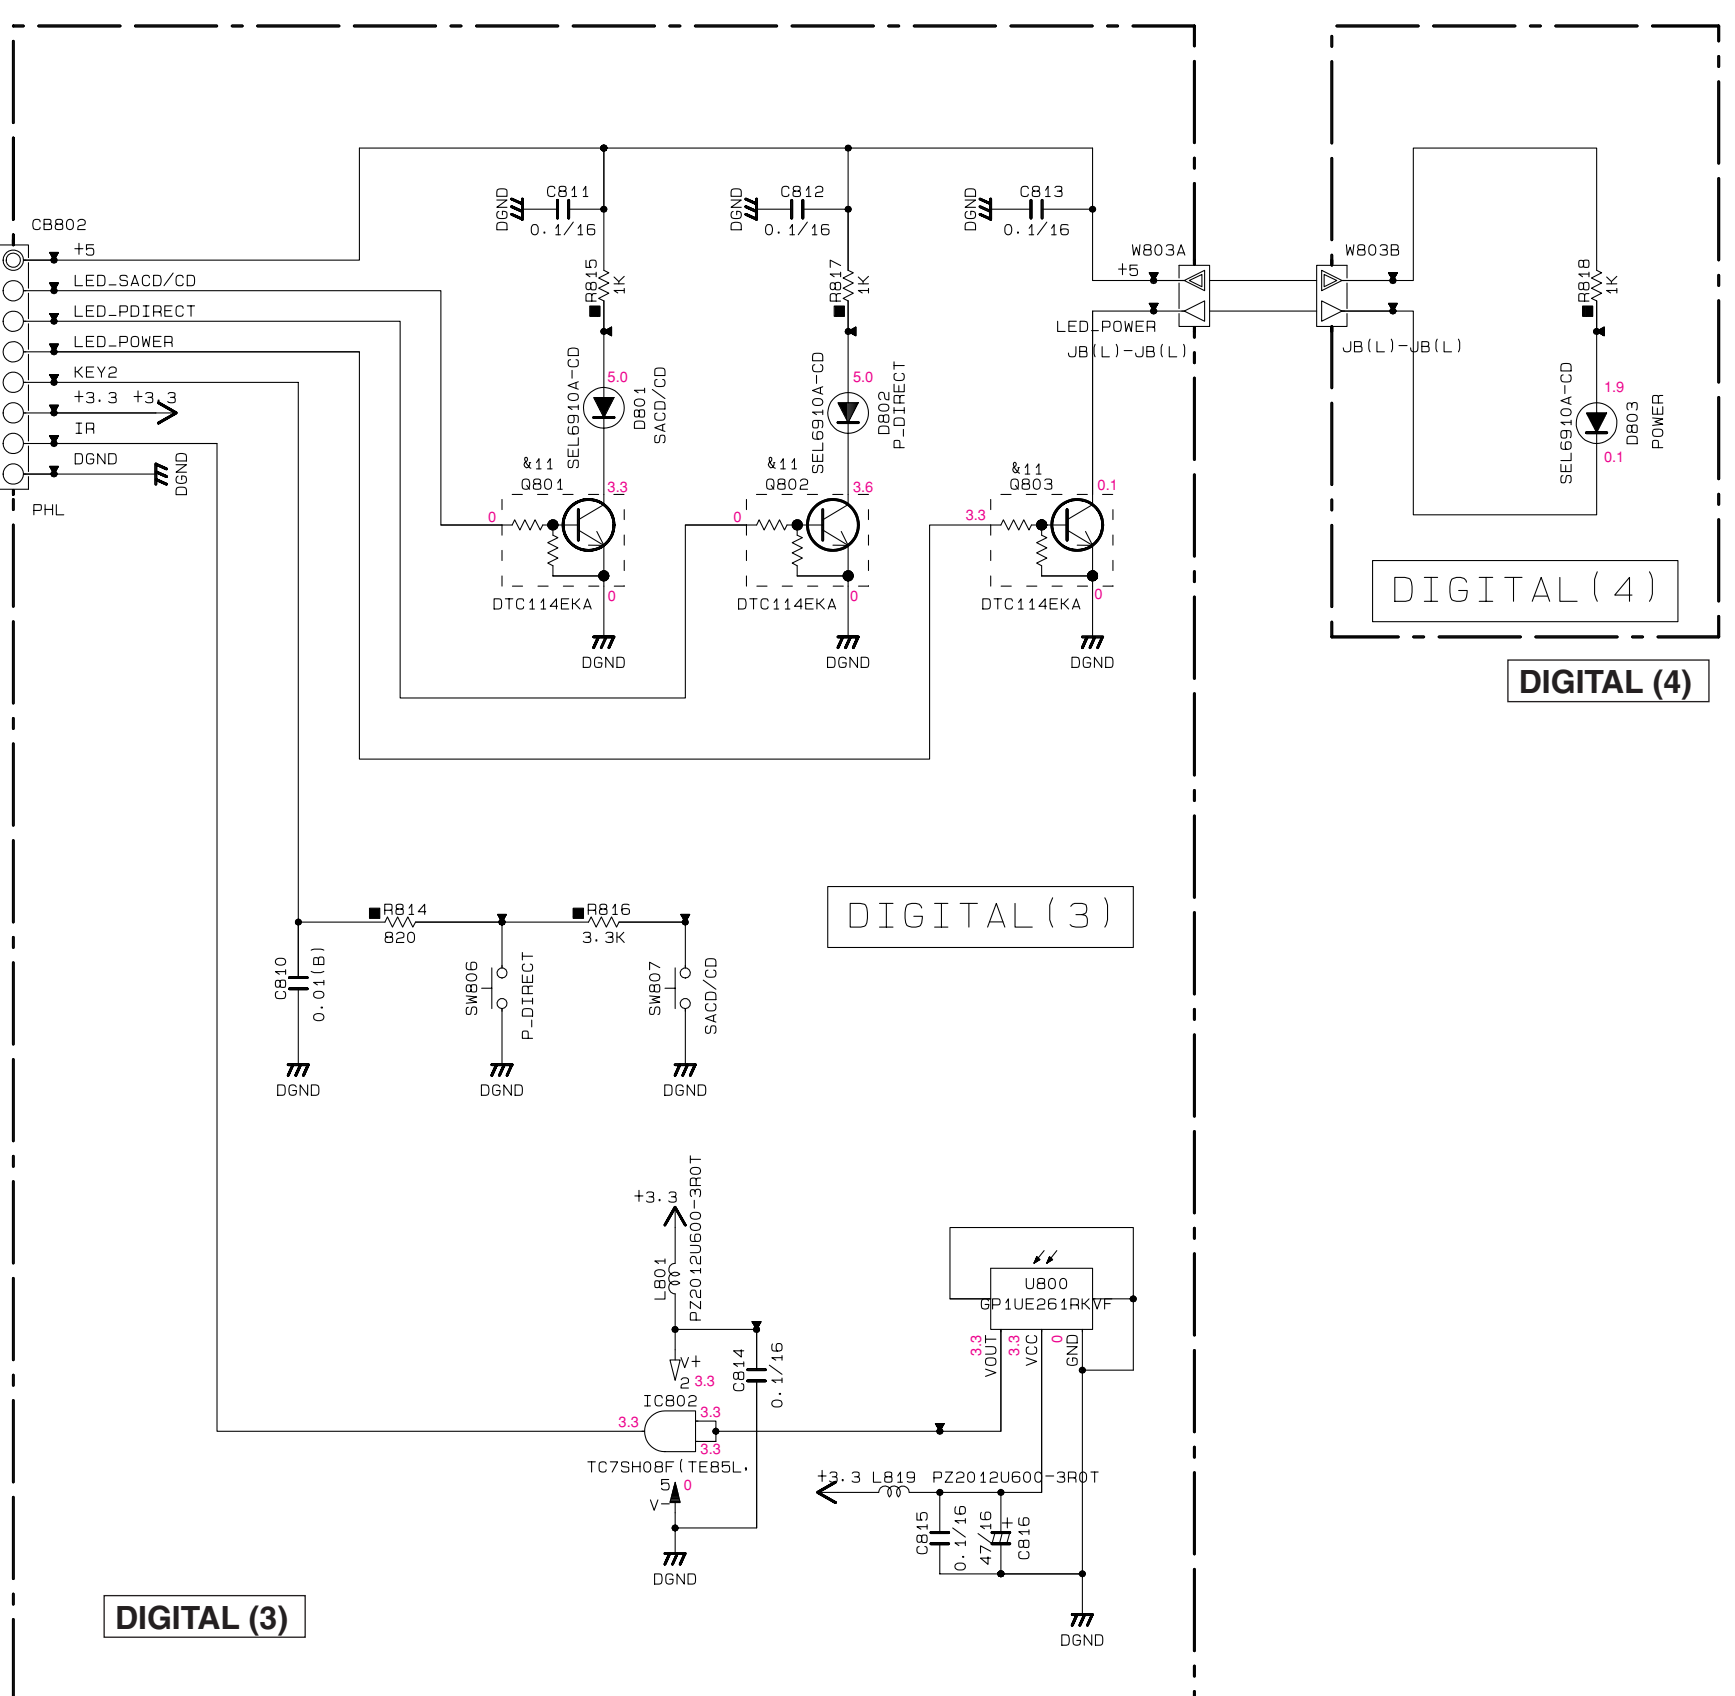 CB802
+5
LED_SACD/CD
LED_PDIRECT
LED_POWER
KEY2
+3.3 +3.3
IR
DGND
DGND
PHL
DGND
C811
0.1/16
R815
1K
SEL6910A-CD
5.0
D801
SACD/CD
&11
Q801
3.3
0
0
DTC114EKA
DGND
DGND
C812
0.1/16
R817
1K
SEL6910A-CD
5.0
D802
P_DIRECT
&11
Q802
3.6
0
0
DTC114EKA
DGND
DGND
C813
0.1/16
W803A
+5
LED_POWER
JB(L)-JB(L)
&11
Q803
0.1
3.3
0
DTC114EKA
DGND
W803B
JB(L)-JB(L)
R818
1K
SEL6910A-CD
1.9
D803
POWER
0.1
DIGITAL(4)
DIGITAL (4)
R814
820
R816
3.3K
C810
0.01(B)
SW806
P_DIRECT
SW807
SACD/CD
DGND
DGND
DGND
DIGITAL(3)
+3.3
L801
PZ2012U600-3R0T
V+
2 3.3
C814
0.1/16
IC802
3.3
3.3
3.3
TC7SH08F(TE85L.
5 0
V-
DGND
U800
GP1UE261RKVF
3.3
VOUT
3.3
VCC
0
GND
+3.3 L819 PZ2012U600-3R0T
C815
0.1/16
47/16
+
C816
DGND
DIGITAL (3)